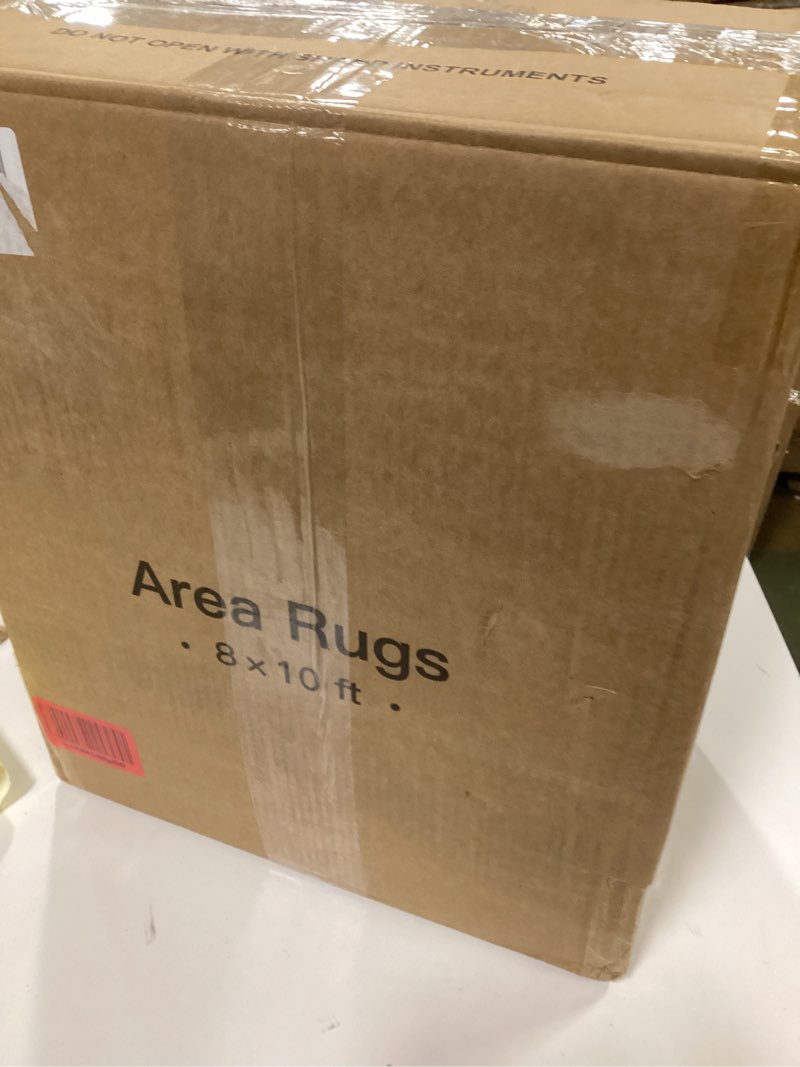 DO NOT OPEN WITH SHARP INSTRUMENTS
Area Rugs
• 8 x 10 ft •